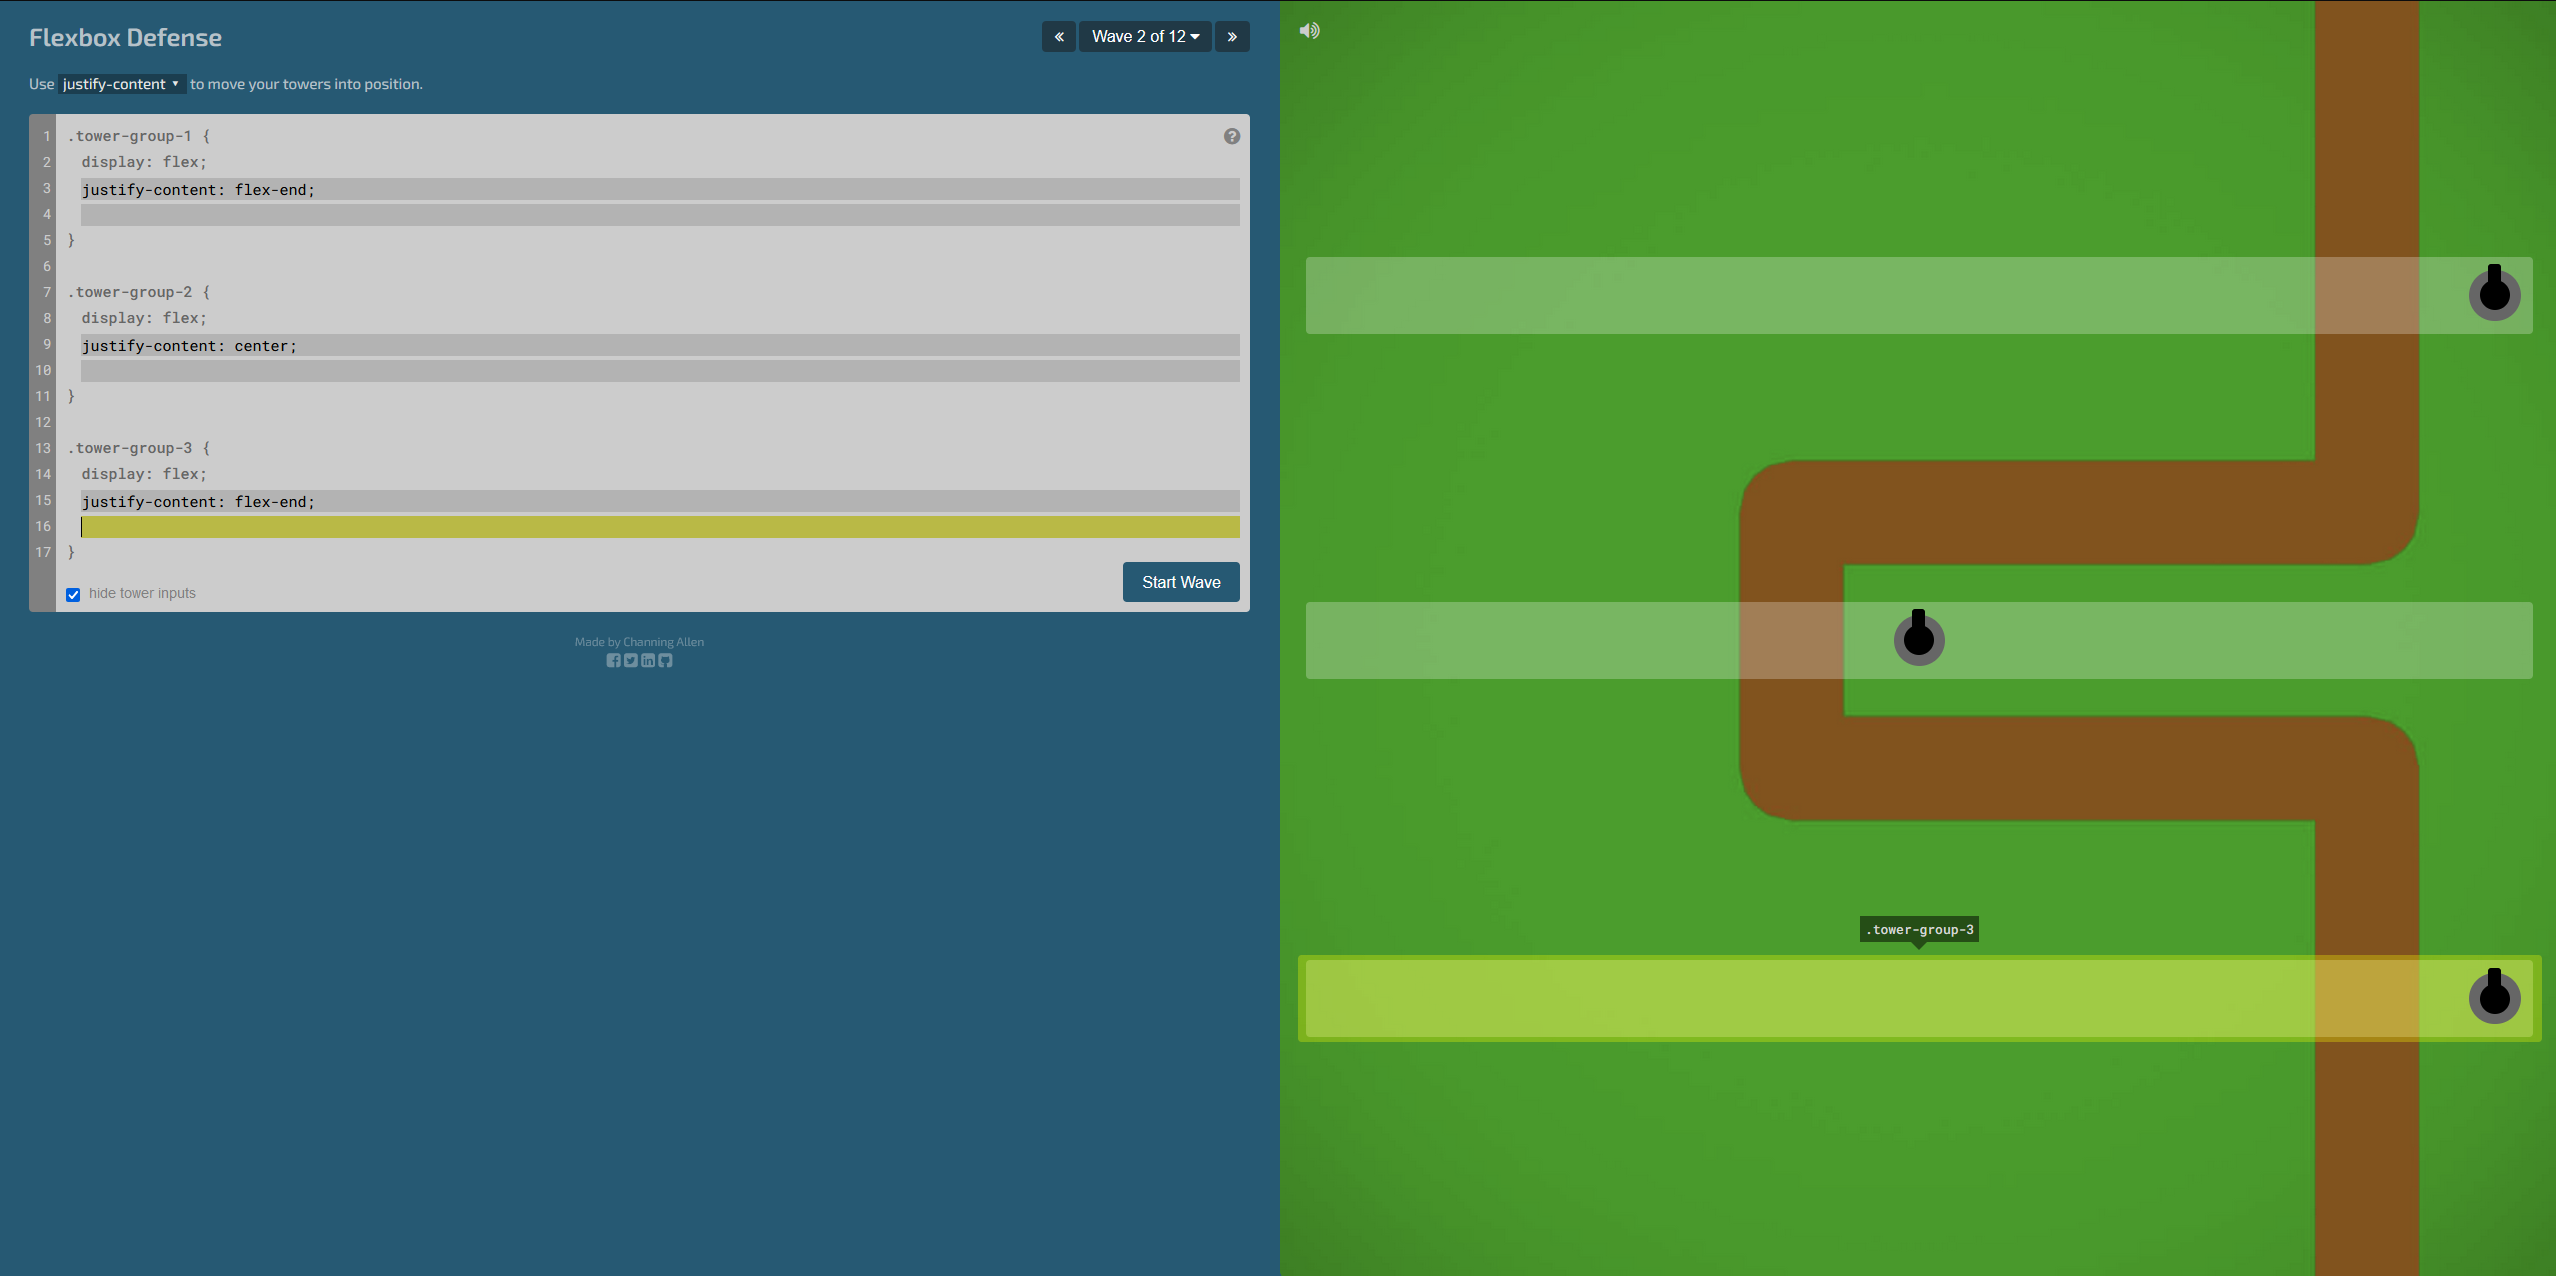 Flexbox Defense
« Wave 2 of 12 »
Use justify-content to move your towers into position.
1 .tower-group-1 {
2 display: flex;
3 justify-content: flex-end;
4
5 }
6
7 .tower-group-2 {
8 display: flex;
9 justify-content: center;
10
11 }
12
13 .tower-group-3 {
14 display: flex;
15 justify-content: flex-end;
16
17 }
hide tower inputs
Start Wave
Made by Channing Allen
.tower-group-3